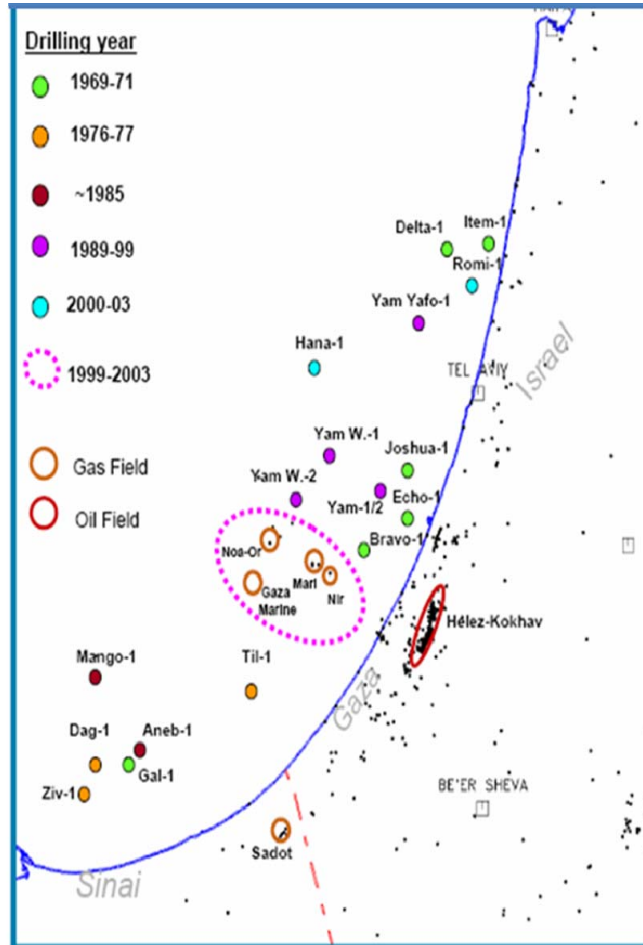 Drilling year
1969-71
1976-77
~1985
1989-99
2000-03
1999-2003
Gas Field
Oil Field
Delta-1
Item-1
Romi-1
Yam Yafo-1
Hana-1
TEL AVIV
Israel
Yam W.-1
Joshua-1
Yam W.-2
Yam-1/2
Echo-1
Bravo-1
Noa-Or
Mari
Gaza
Marine
Nir
Hélez-Kokhav
Mango-1
Til-1
Gaza
Dag-1
Aneb-1
Gal-1
Ziv-1
BE'ER SHEVA
Sadot
Sinai